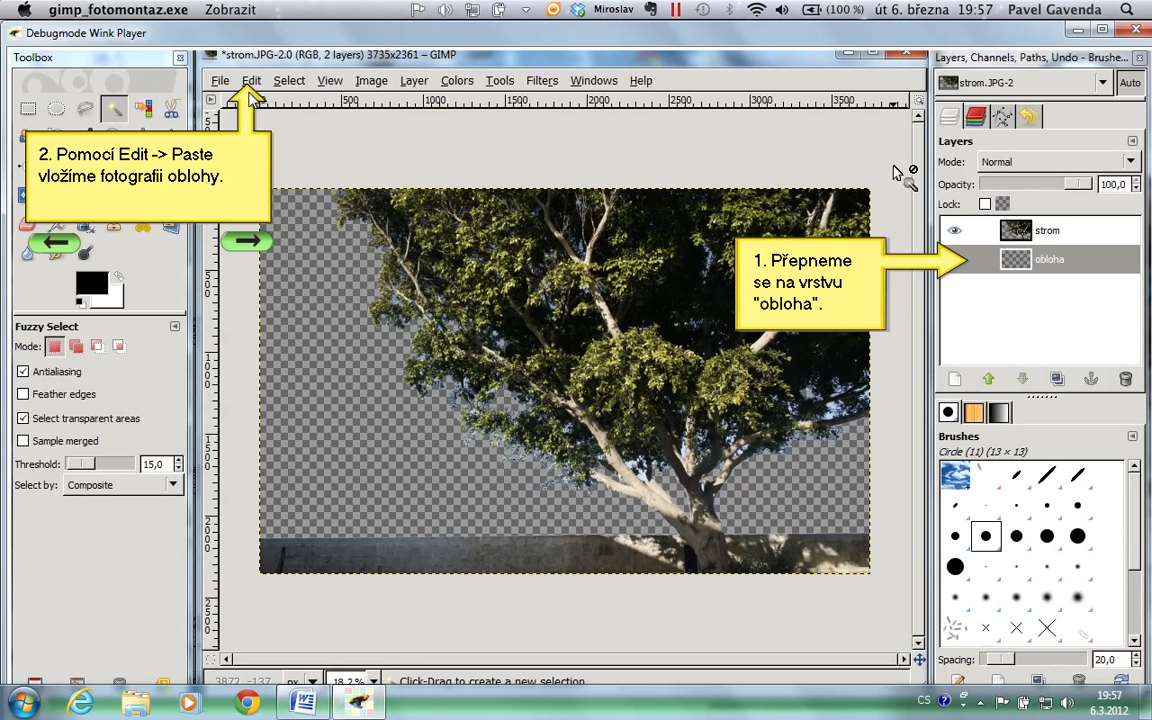 gimp_fotomontaz.exe Zobrazit
Miroslav (100 %) út 6. března 19:57 Pavel Gavenda
Debugmode Wink Player
Toolbox
*strom.JPG-2.0 (RGB, 2 layers) 3735x2361 – GIMP
Layers, Channels, Paths, Undo - Brushe...
File Edit Select View Image Layer Colors Tools Filters Windows Help
strom.JPG-2 Auto
500 1000 1500 2000 2500 3000 3500
2. Pomocí Edit -> Paste
vložíme fotografii oblohy.
Layers
Mode: Normal
Opacity: 100,0
Lock:
strom
obloha
1. Přepneme
se na vrstvu
"obloha".
Fuzzy Select
Mode:
Antialiasing
Feather edges
Select transparent areas
Sample merged
Threshold: 15,0
Select by: Composite
Brushes
Circle (11) (13 × 13)
Spacing: 20,0
3872, -137 px 18,2% Click-Drag to create a new selection
CS
19:57
6.3.2012